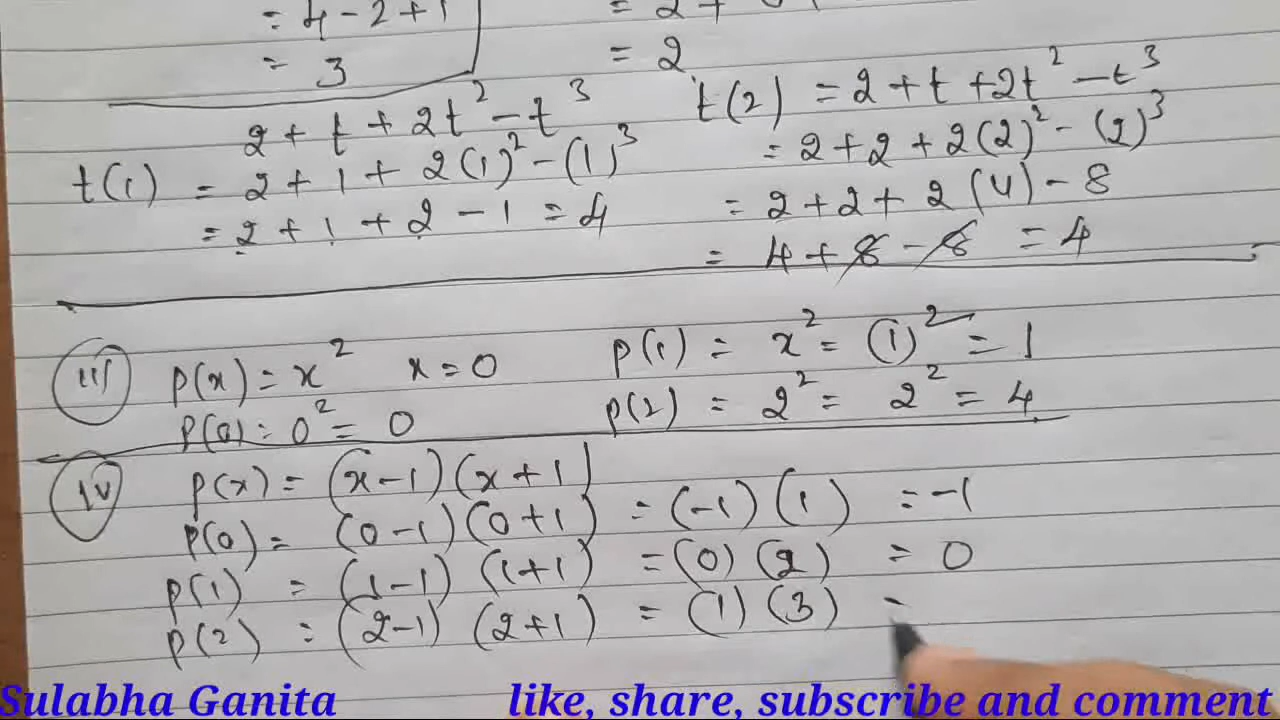 = 4 - 2 + 1
= 3
= 2
2 + t + 2t² - t³
t(1) = 2 + 1 + 2(1)² - (1)³
= 2 + 1 + 2 - 1 = 4
t(2) = 2 + t + 2t² - t³
= 2 + 2 + 2(2)² - (2)³
= 2 + 2 + 2(4) - 8
= 4 + 8 - 8 = 4
iii) p(x) = x² x = 0
p(0) = 0² = 0
p(1) = x² = (1)² = 1
p(2) = 2² = 2² = 4
iv) p(x) = (x-1)(x+1)
p(0) = (0-1)(0+1) = (-1)(1) = -1
p(1) = (1-1)(1+1) = (0)(2) = 0
p(2) = (2-1)(2+1) = (1)(3) =
Sulabha Ganita like, share, subscribe and comment